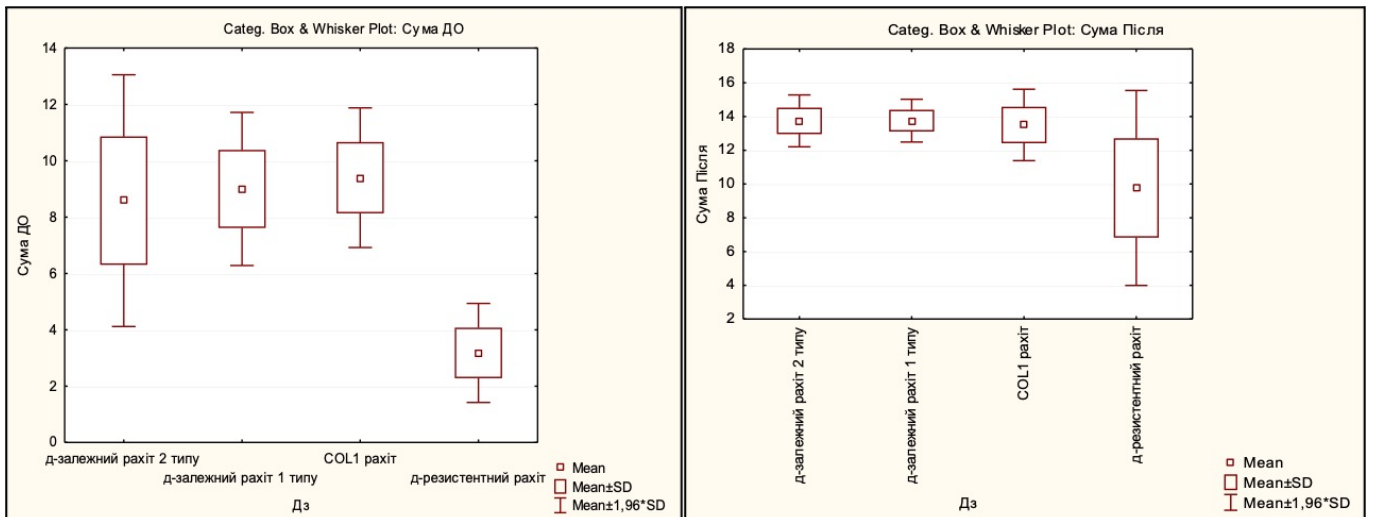 Categ. Box & Whisker Plot: Сума ДО
14
12
10
8
6
4
2
0
Сума ДО
д-залежний рахіт 2 типу
д-залежний рахіт 1 типу
COL1 рахіт
д-резистентний рахіт
Дз
Mean
Mean±SD
Mean±1,96*SD
Categ. Box & Whisker Plot: Сума Після
18
16
14
12
10
8
6
4
2
Сума Після
д-залежний рахіт 2 типу
д-залежний рахіт 1 типу
COL1 рахіт
д-резистентний рахіт
Дз
Mean
Mean±SD
Mean±1,96*SD